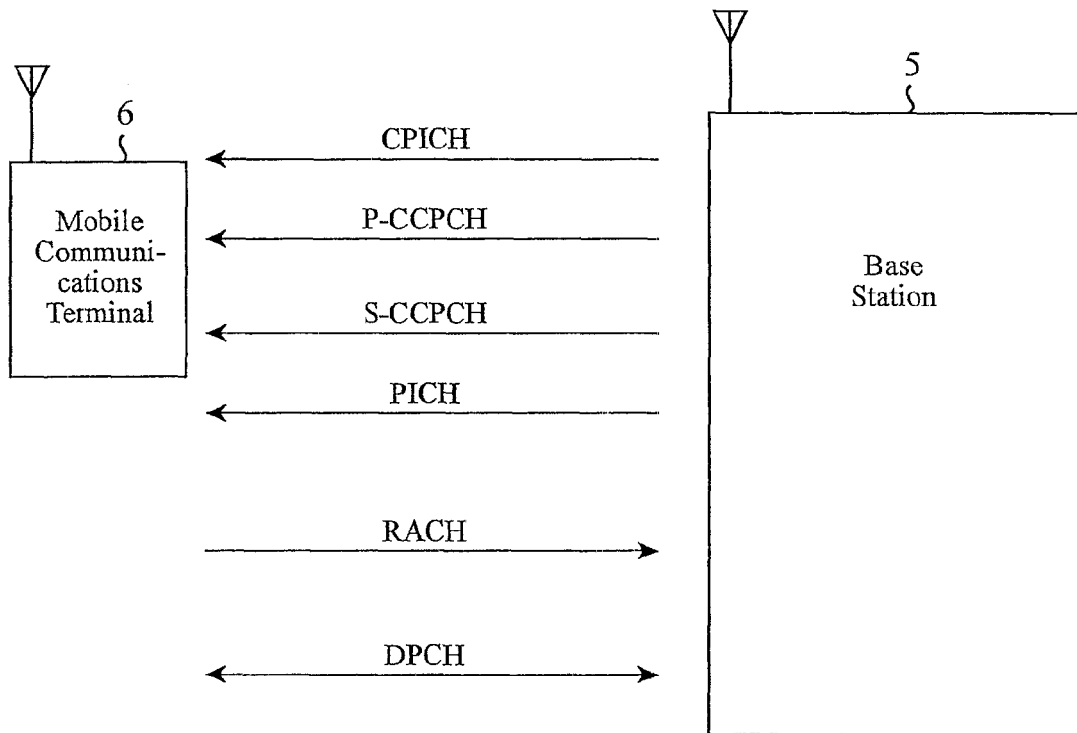 5
6
CPICH
Mobile
Communi-
cations
Terminal
P-CCPCH
Base
Station
S-CCPCH
PICH
RACH
DPCH